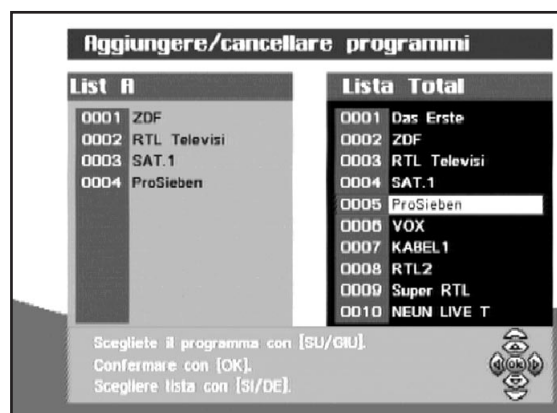 Aggiungere/cancellare programmi
List A
0001 ZDF
0002 RTL Televisi
0003 SAT.1
0004 ProSieben
Lista Total
0001 Das Erste
0002 ZDF
0003 RTL Televisi
0004 SAT.1
0005 ProSieben
0006 VOX
0007 KABEL1
0008 RTL2
0009 Super RTL
0010 NEUN LIVE T
Scegliete il programma con [SU/GIU].
Confermare con [OK].
Scegliere lista con [SI/DE].
OK